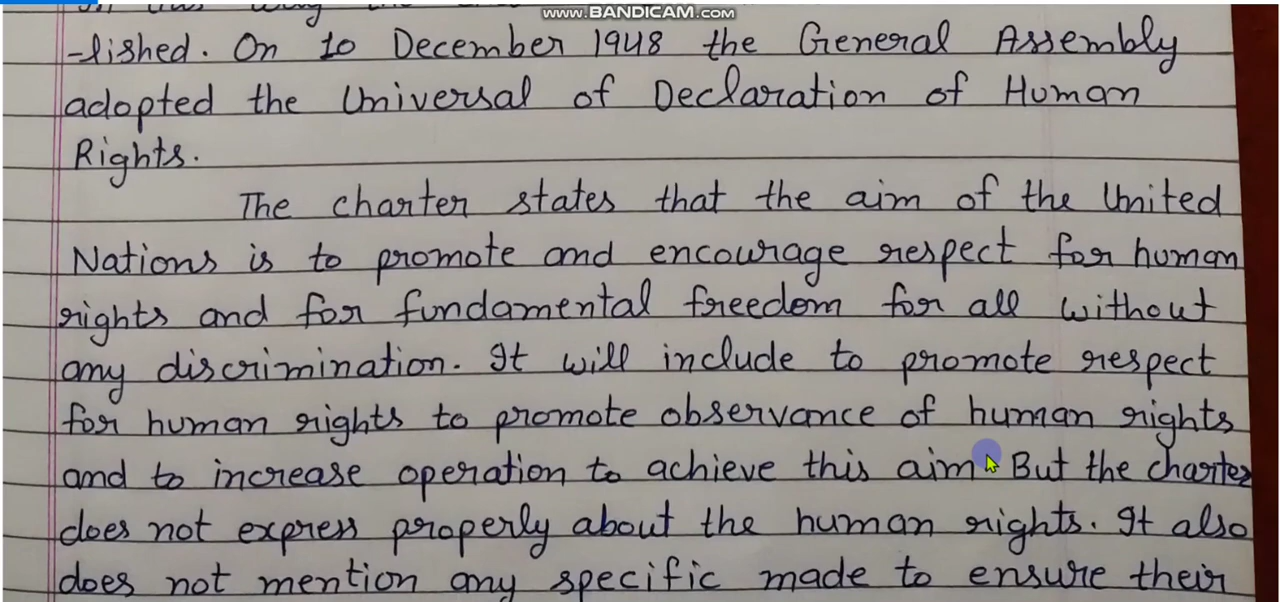 www.BANDICAM.com
-lished. On 10 December 1948 the General Assembly
adopted the Universal of Declaration of Human
Rights.
The charter states that the aim of the United
Nations is to promote and encourage respect for human
rights and for fundamental freedom for all without
any discrimination. It will include to promote respect
for human rights to promote observance of human rights
and to increase operation to achieve this aim. But the charter
does not express properly about the human rights. It also
does not mention any specific made to ensure their